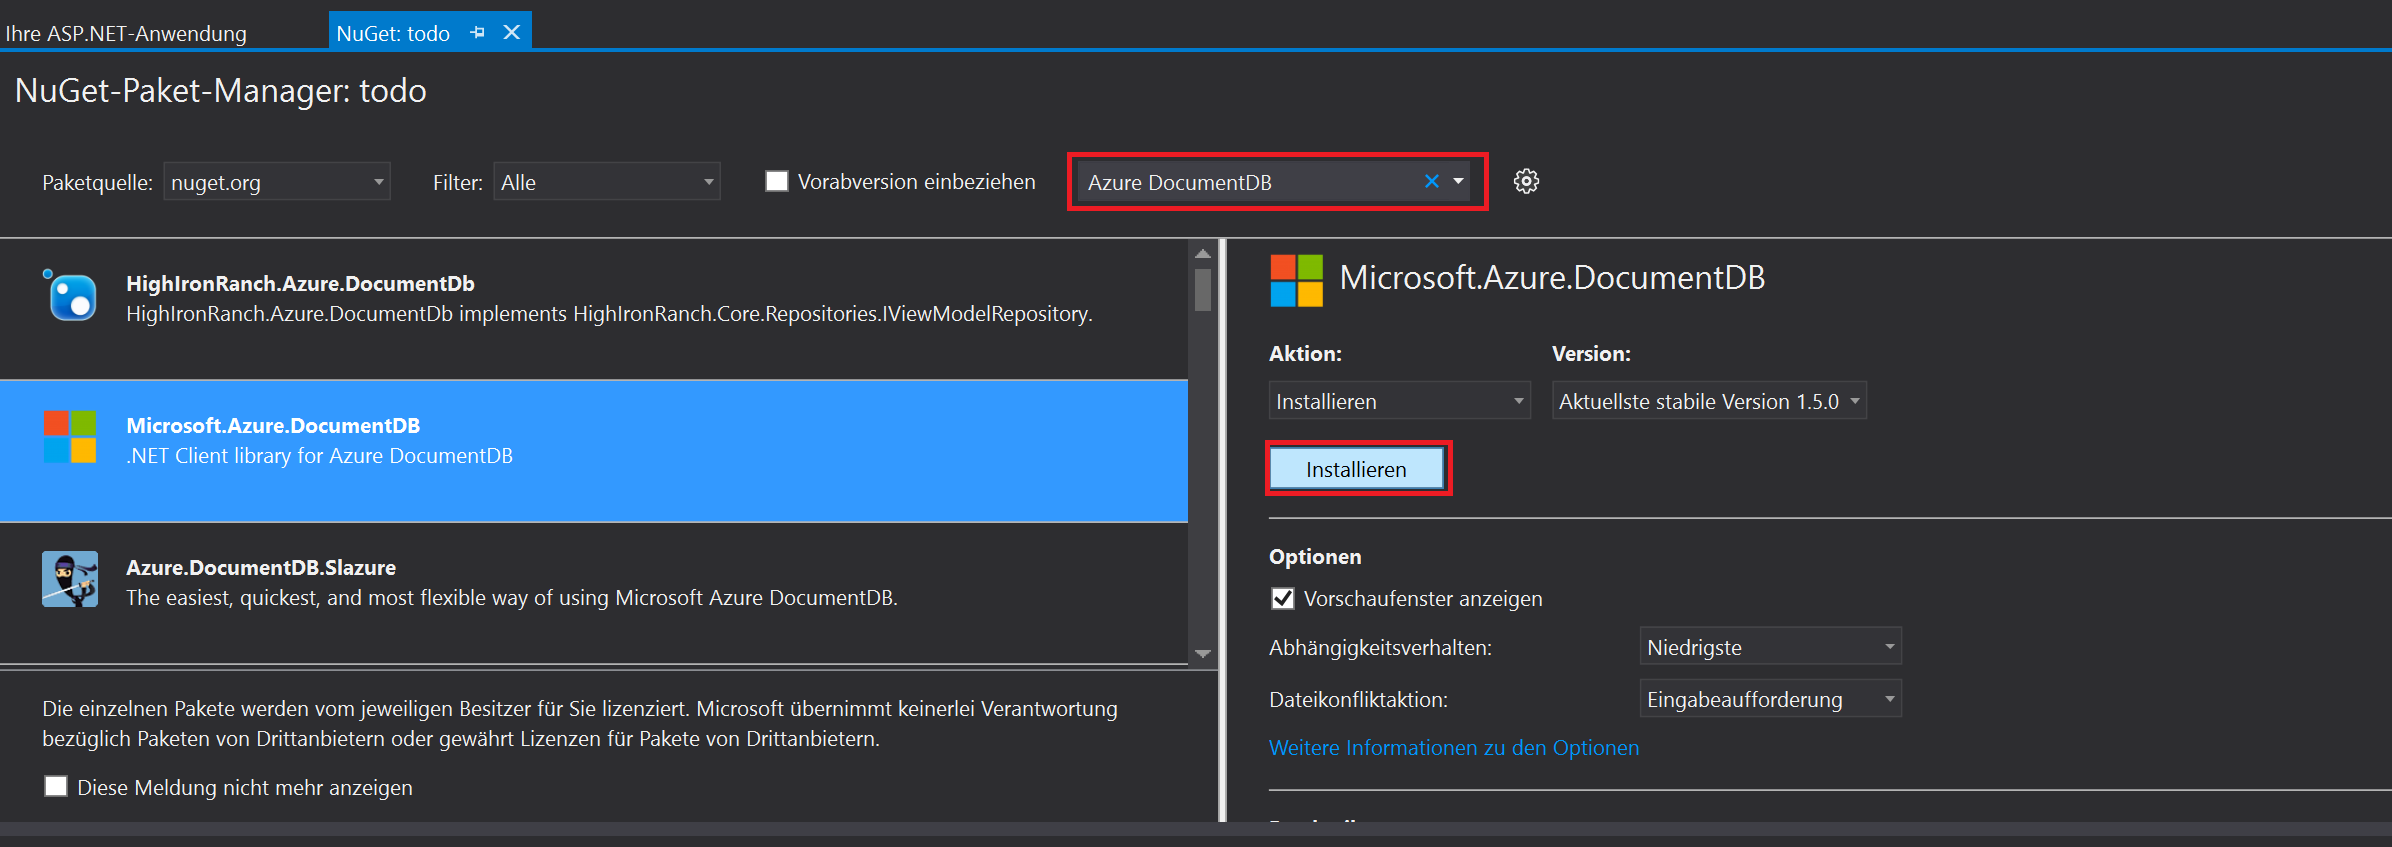 Ihre ASP.NET-Anwendung
NuGet: todo
NuGet-Paket-Manager: todo
Paketquelle: nuget.org Filter: Alle Vorabversion einbeziehen Azure DocumentDB
HighIronRanch.Azure.DocumentDb
HighIronRanch.Azure.DocumentDb implements HighIronRanch.Core.Repositories.IViewModelRepository.
Microsoft.Azure.DocumentDB
.NET Client library for Azure DocumentDB
Azure.DocumentDB.Slazure
The easiest, quickest, and most flexible way of using Microsoft Azure DocumentDB.
Die einzelnen Pakete werden vom jeweiligen Besitzer für Sie lizenziert. Microsoft übernimmt keinerlei Verantwortung
bezüglich Paketen von Drittanbietern oder gewährt Lizenzen für Pakete von Drittanbietern.
Diese Meldung nicht mehr anzeigen
Microsoft.Azure.DocumentDB
Aktion: Version:
Installieren Aktuellste stabile Version 1.5.0
Installieren
Optionen
Vorschaufenster anzeigen
Abhängigkeitsverhalten: Niedrigste
Dateikonfliktaktion: Eingabeaufforderung
Weitere Informationen zu den Optionen